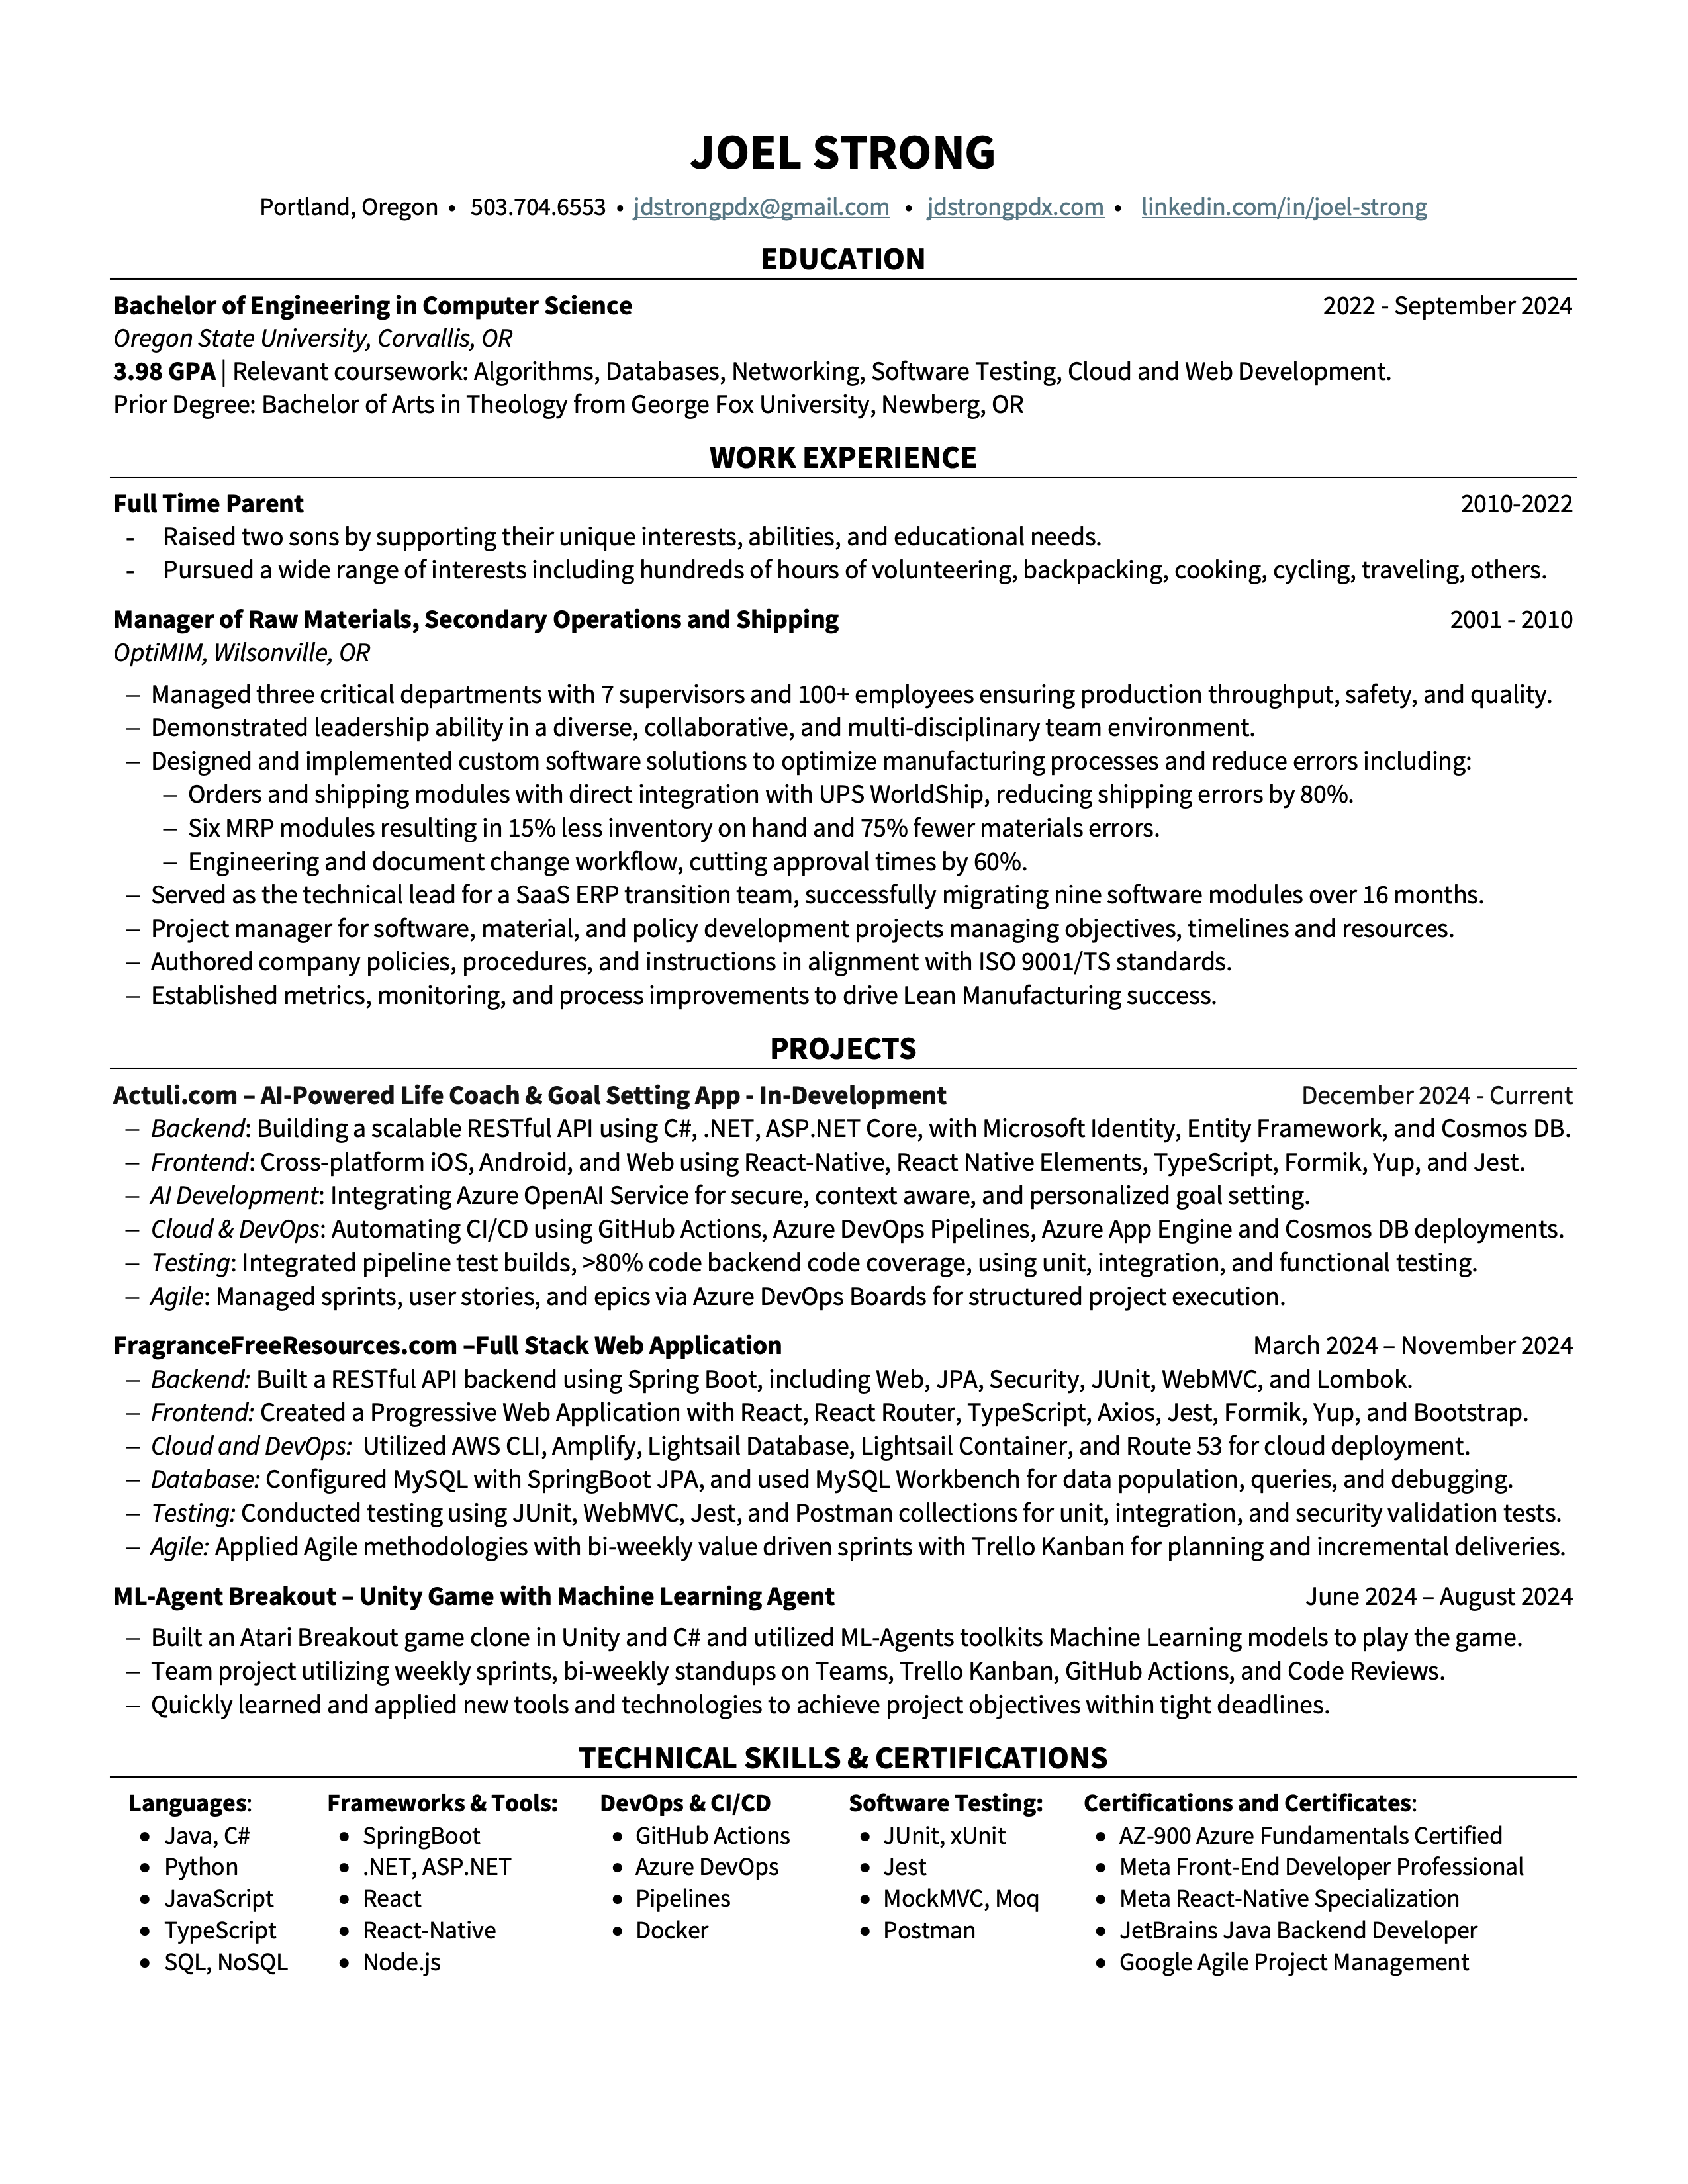 JOEL STRONG
Portland, Oregon • 503.704.6553 • jdstrongpdx@gmail.com • jdstrongpdx.com • linkedin.com/in/joel-strong
EDUCATION
Bachelor of Engineering in Computer Science 2022 - September 2024
Oregon State University, Corvallis, OR
3.98 GPA | Relevant coursework: Algorithms, Databases, Networking, Software Testing, Cloud and Web Development.
Prior Degree: Bachelor of Arts in Theology from George Fox University, Newberg, OR
WORK EXPERIENCE
Full Time Parent 2010-2022
- Raised two sons by supporting their unique interests, abilities, and educational needs.
- Pursued a wide range of interests including hundreds of hours of volunteering, backpacking, cooking, cycling, traveling, others.
Manager of Raw Materials, Secondary Operations and Shipping 2001 - 2010
OptiMIM, Wilsonville, OR
– Managed three critical departments with 7 supervisors and 100+ employees ensuring production throughput, safety, and quality.
– Demonstrated leadership ability in a diverse, collaborative, and multi-disciplinary team environment.
– Designed and implemented custom software solutions to optimize manufacturing processes and reduce errors including:
– Orders and shipping modules with direct integration with UPS WorldShip, reducing shipping errors by 80%.
– Six MRP modules resulting in 15% less inventory on hand and 75% fewer materials errors.
– Engineering and document change workflow, cutting approval times by 60%.
– Served as the technical lead for a SaaS ERP transition team, successfully migrating nine software modules over 16 months.
– Project manager for software, material, and policy development projects managing objectives, timelines and resources.
– Authored company policies, procedures, and instructions in alignment with ISO 9001/TS standards.
– Established metrics, monitoring, and process improvements to drive Lean Manufacturing success.
PROJECTS
Actuli.com – AI-Powered Life Coach & Goal Setting App - In-Development December 2024 - Current
– Backend: Building a scalable RESTful API using C#, .NET, ASP.NET Core, with Microsoft Identity, Entity Framework, and Cosmos DB.
– Frontend: Cross-platform iOS, Android, and Web using React-Native, React Native Elements, TypeScript, Formik, Yup, and Jest.
– AI Development: Integrating Azure OpenAI Service for secure, context aware, and personalized goal setting.
– Cloud & DevOps: Automating CI/CD using GitHub Actions, Azure DevOps Pipelines, Azure App Engine and Cosmos DB deployments.
– Testing: Integrated pipeline test builds, >80% code backend code coverage, using unit, integration, and functional testing.
– Agile: Managed sprints, user stories, and epics via Azure DevOps Boards for structured project execution.
FragranceFreeResources.com –Full Stack Web Application March 2024 – November 2024
– Backend: Built a RESTful API backend using Spring Boot, including Web, JPA, Security, JUnit, WebMVC, and Lombok.
– Frontend: Created a Progressive Web Application with React, React Router, TypeScript, Axios, Jest, Formik, Yup, and Bootstrap.
– Cloud and DevOps: Utilized AWS CLI, Amplify, Lightsail Database, Lightsail Container, and Route 53 for cloud deployment.
– Database: Configured MySQL with SpringBoot JPA, and used MySQL Workbench for data population, queries, and debugging.
– Testing: Conducted testing using JUnit, WebMVC, Jest, and Postman collections for unit, integration, and security validation tests.
– Agile: Applied Agile methodologies with bi-weekly value driven sprints with Trello Kanban for planning and incremental deliveries.
ML-Agent Breakout – Unity Game with Machine Learning Agent June 2024 – August 2024
– Built an Atari Breakout game clone in Unity and C# and utilized ML-Agents toolkits Machine Learning models to play the game.
– Team project utilizing weekly sprints, bi-weekly standups on Teams, Trello Kanban, GitHub Actions, and Code Reviews.
– Quickly learned and applied new tools and technologies to achieve project objectives within tight deadlines.
TECHNICAL SKILLS & CERTIFICATIONS
Languages:
• Java, C#
• Python
• JavaScript
• TypeScript
• SQL, NoSQL
Frameworks & Tools:
• SpringBoot
• .NET, ASP.NET
• React
• React-Native
• Node.js
DevOps & CI/CD
• GitHub Actions
• Azure DevOps
• Pipelines
• Docker
Software Testing:
• JUnit, xUnit
• Jest
• MockMVC, Moq
• Postman
Certifications and Certificates:
• AZ-900 Azure Fundamentals Certified
• Meta Front-End Developer Professional
• Meta React-Native Specialization
• JetBrains Java Backend Developer
• Google Agile Project Management